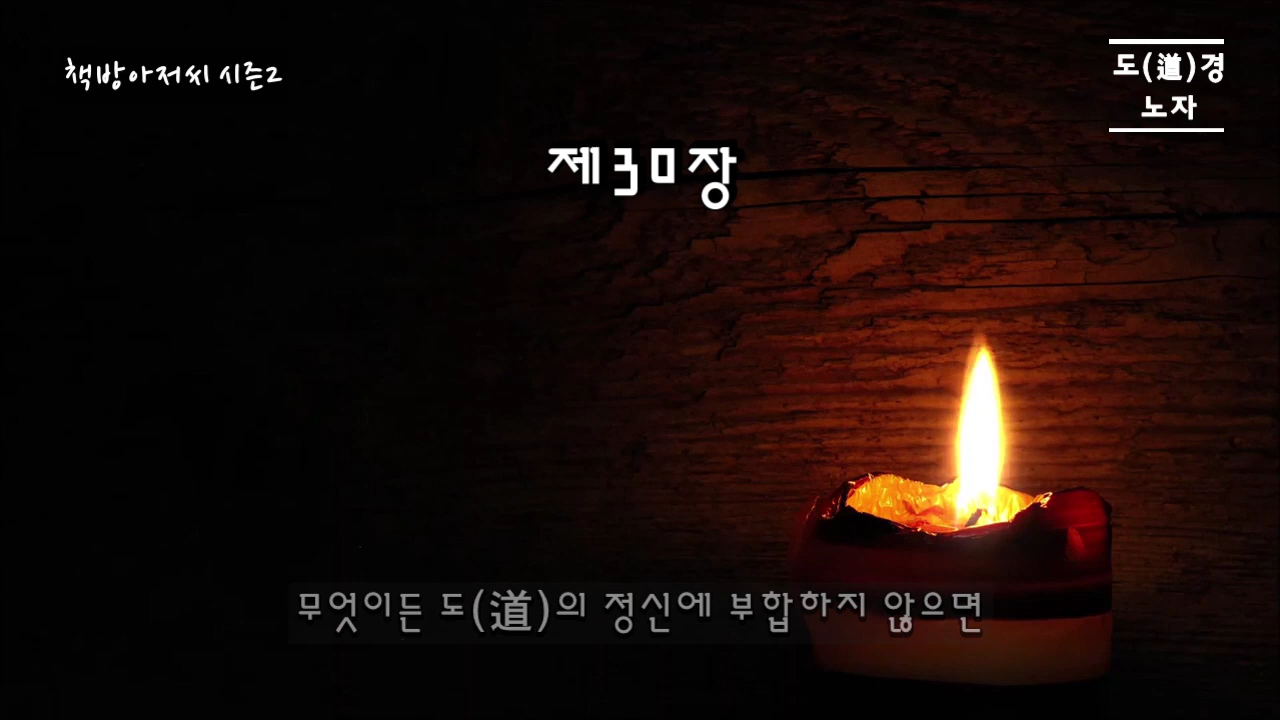 책방아저씨 시즌2
도(道)경
노자
제30장
무엇이든 도(道)의 정신에 부합하지 않으면